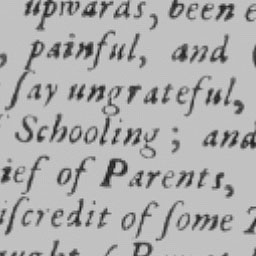 upwards, been
, painful, and
ſay ungrateful,
Schooling; and
ief of Parents,
iſcredit of ſome